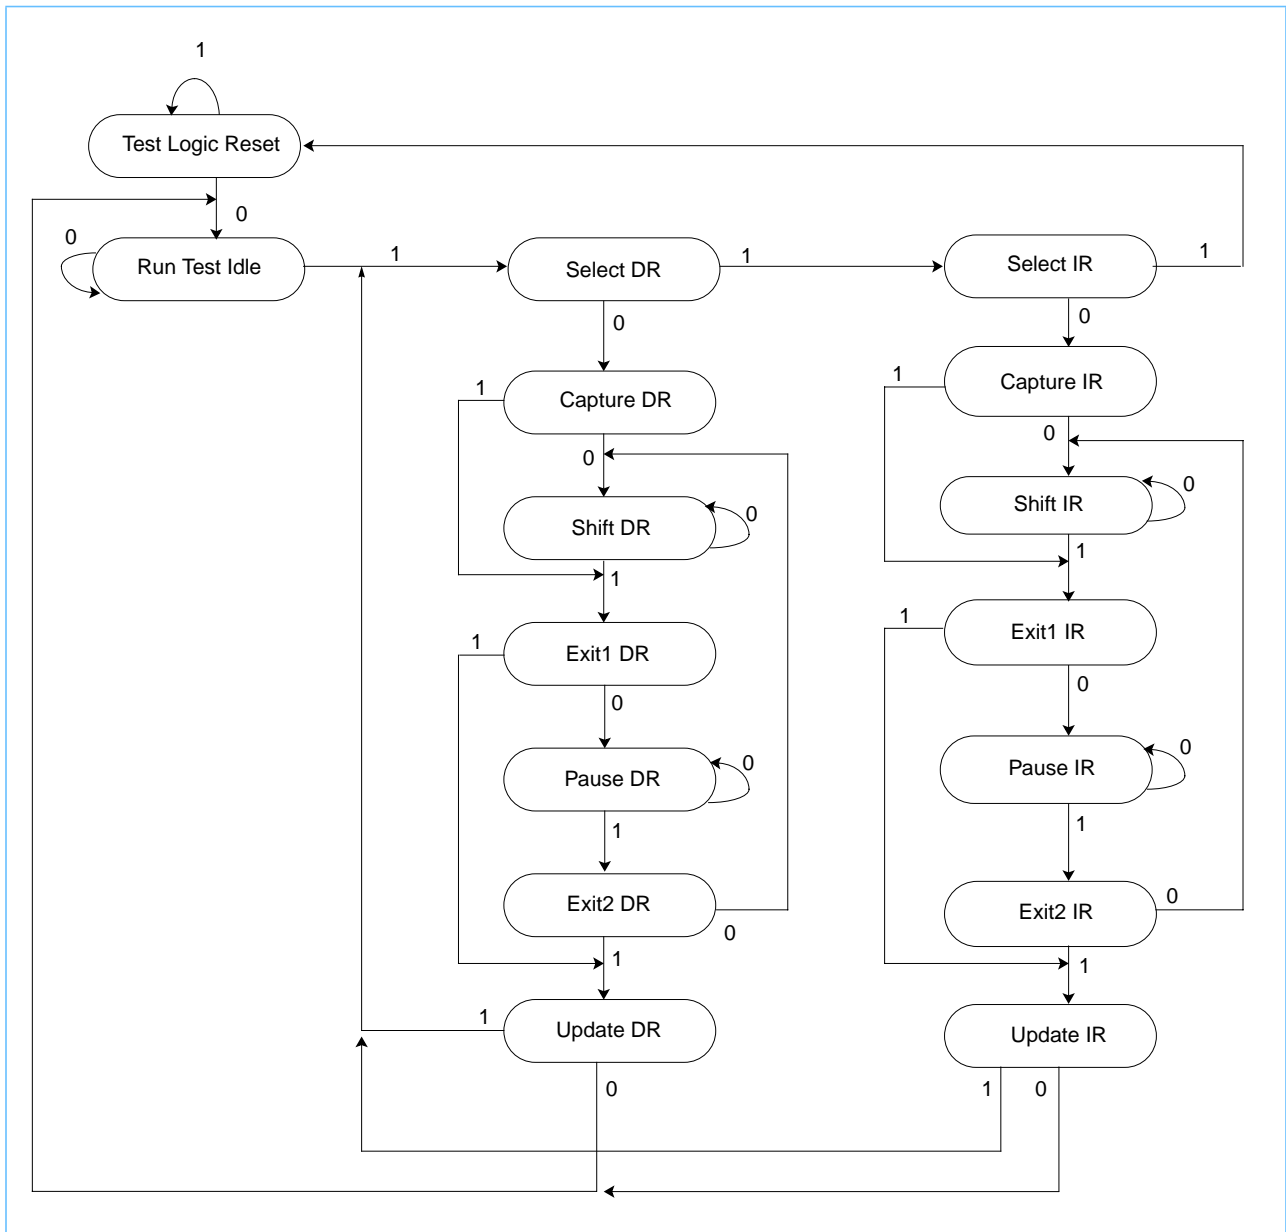 1
Test Logic Reset
0
0
Run Test Idle
1
Select DR
1
Select IR
1
0
0
1
Capture DR
1
Capture IR
0
0
Shift DR
0
Shift IR
0
1
1
1
Exit1 DR
1
Exit1 IR
0
0
Pause DR
0
Pause IR
0
1
1
Exit2 DR
0
Exit2 IR
0
1
1
1
Update DR
Update IR
0
1
0